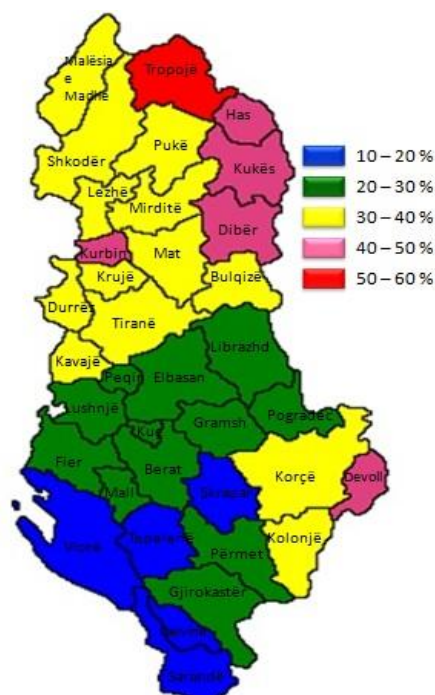 Malësia
e
Madhe
Tropojë
Has
Pukë
Shkodër
Kukës
10 – 20 %
20 – 30 %
30 – 40 %
40 – 50 %
50 – 60 %
Lezhë
Mirditë
Dibër
Kurbin
Mat
Krujë
Bulqizë
Durrës
Tiranë
Kavajë
Librazhd
Peqin
Elbasan
Lushnjë
Pogradec
Gramsh
Kuç
Fier
Berat
Korçë
Devoll
Mall
Skrapar
Vlorë
Tepelenë
Kolonjë
Përmet
Gjirokastër
Delvinë
Sarandë